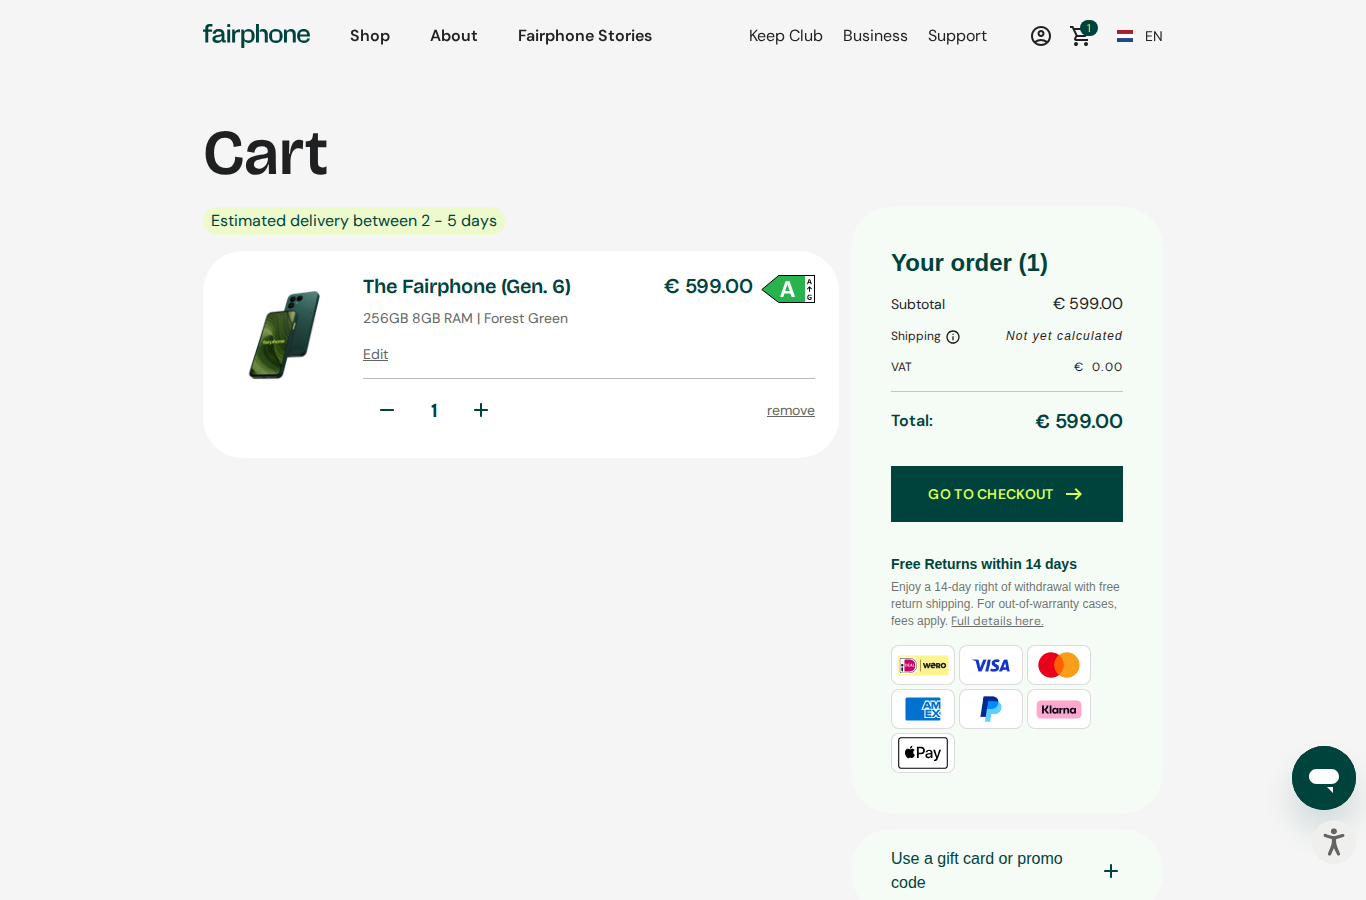 fairphone
Shop
About
Fairphone Stories
Keep Club
Business
Support
1
EN
Cart
Estimated delivery between 2 - 5 days
The Fairphone (Gen. 6)
€ 599.00
A
A
G
256GB 8GB RAM | Forest Green
Edit
1
remove
fairphone
Your order (1)
Subtotal € 599.00
Shipping Not yet calculated
VAT € 0.00
Total: € 599.00
GO TO CHECKOUT
Free Returns within 14 days
Enjoy a 14-day right of withdrawal with free
return shipping. For out-of-warranty cases,
fees apply. Full details here.
iDEAL | wero
VISA
AMEX
Klarna
Pay
Use a gift card or promo
code